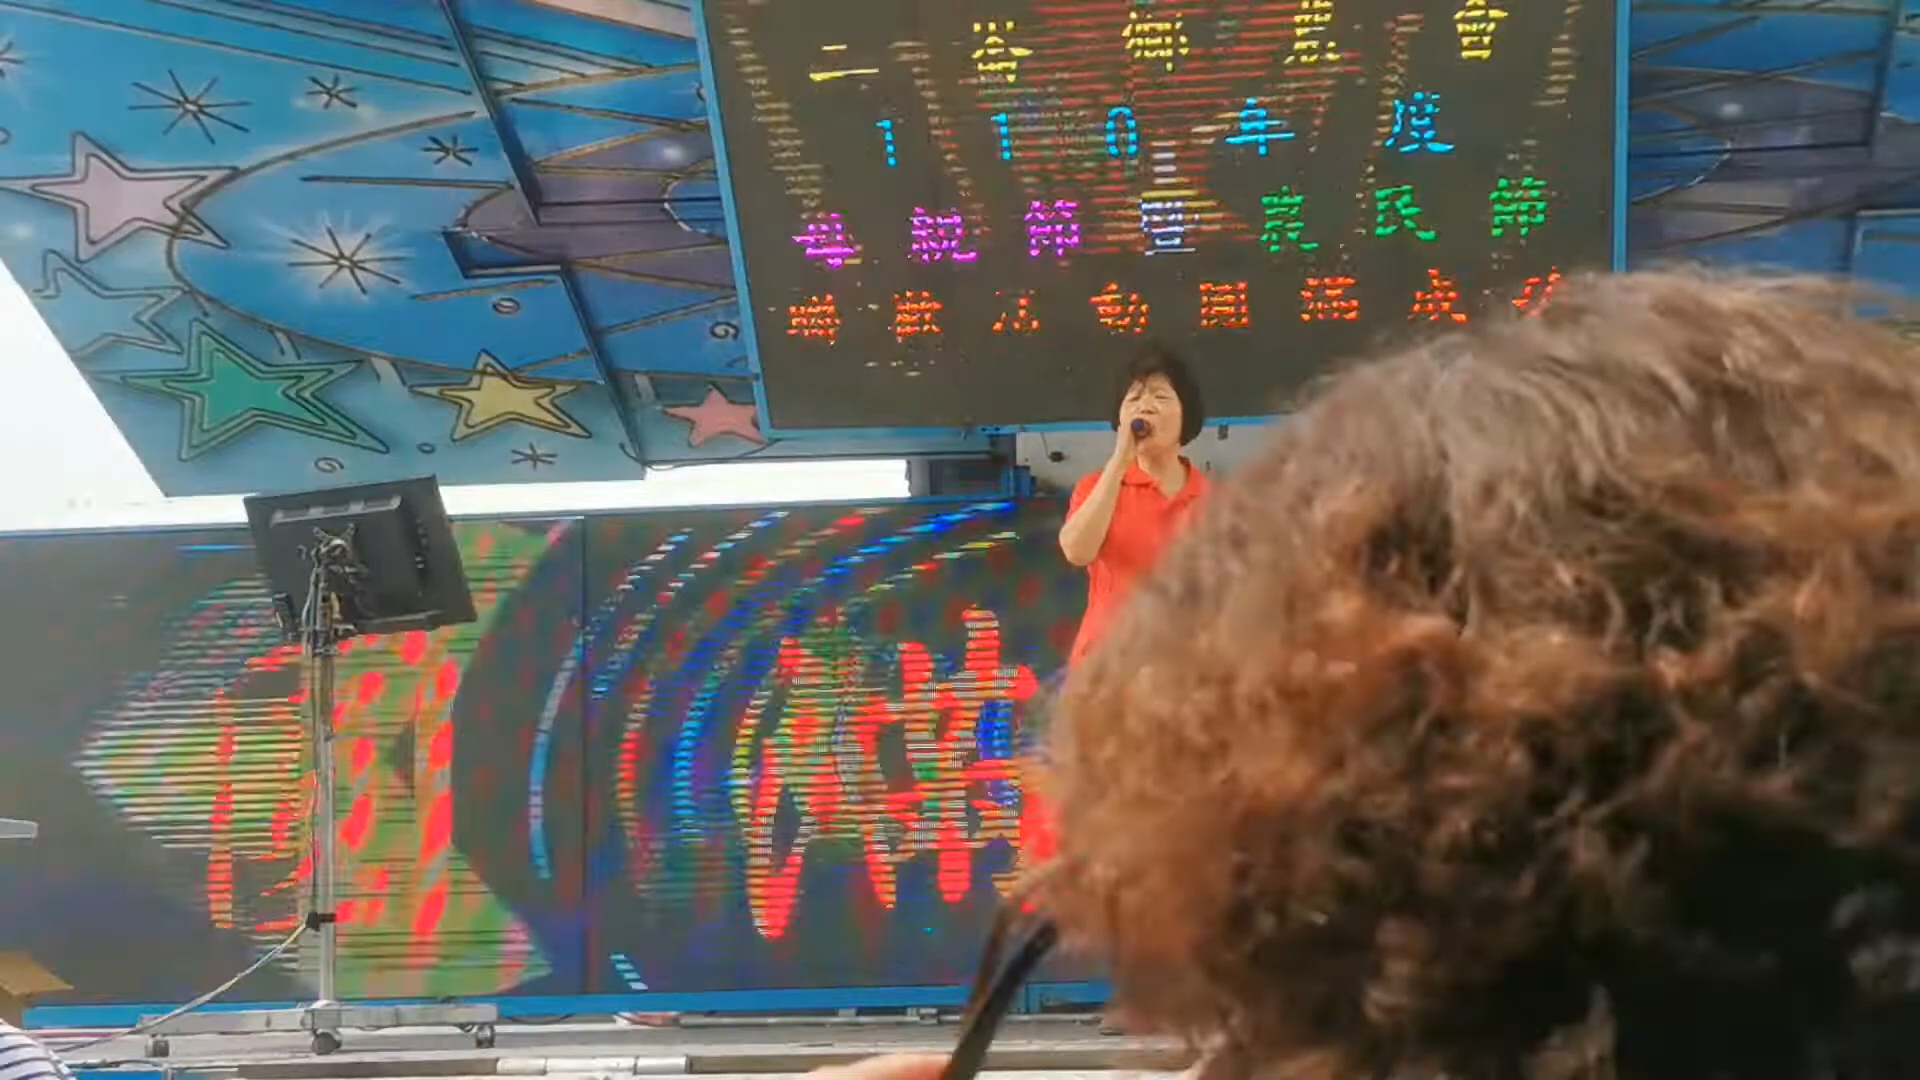 二崙鄉農會
110年度
母親節暨農民節
聯歡活動圓滿成功